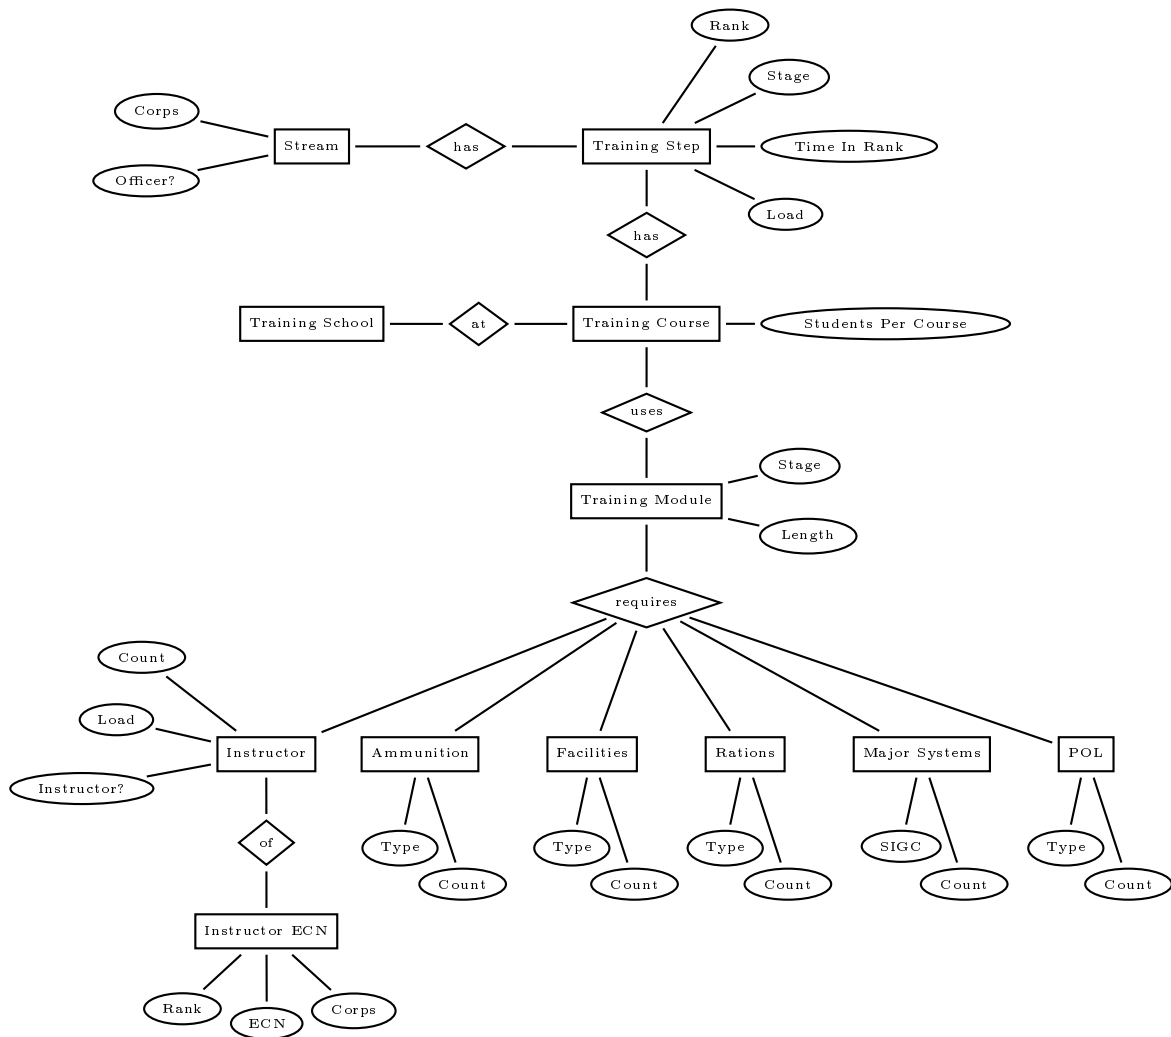 Rank
Stage
Corps
Stream
has
Training Step
Time In Rank
Officer?
Load
has
Training School
at
Training Course
Students Per Course
uses
Stage
Training Module
Length
requires
Count
Load
Instructor
Ammunition
Facilities
Rations
Major Systems
POL
Instructor?
of
Type
Type
Type
SIGC
Type
Count
Count
Count
Count
Count
Instructor ECN
Rank
ECN
Corps